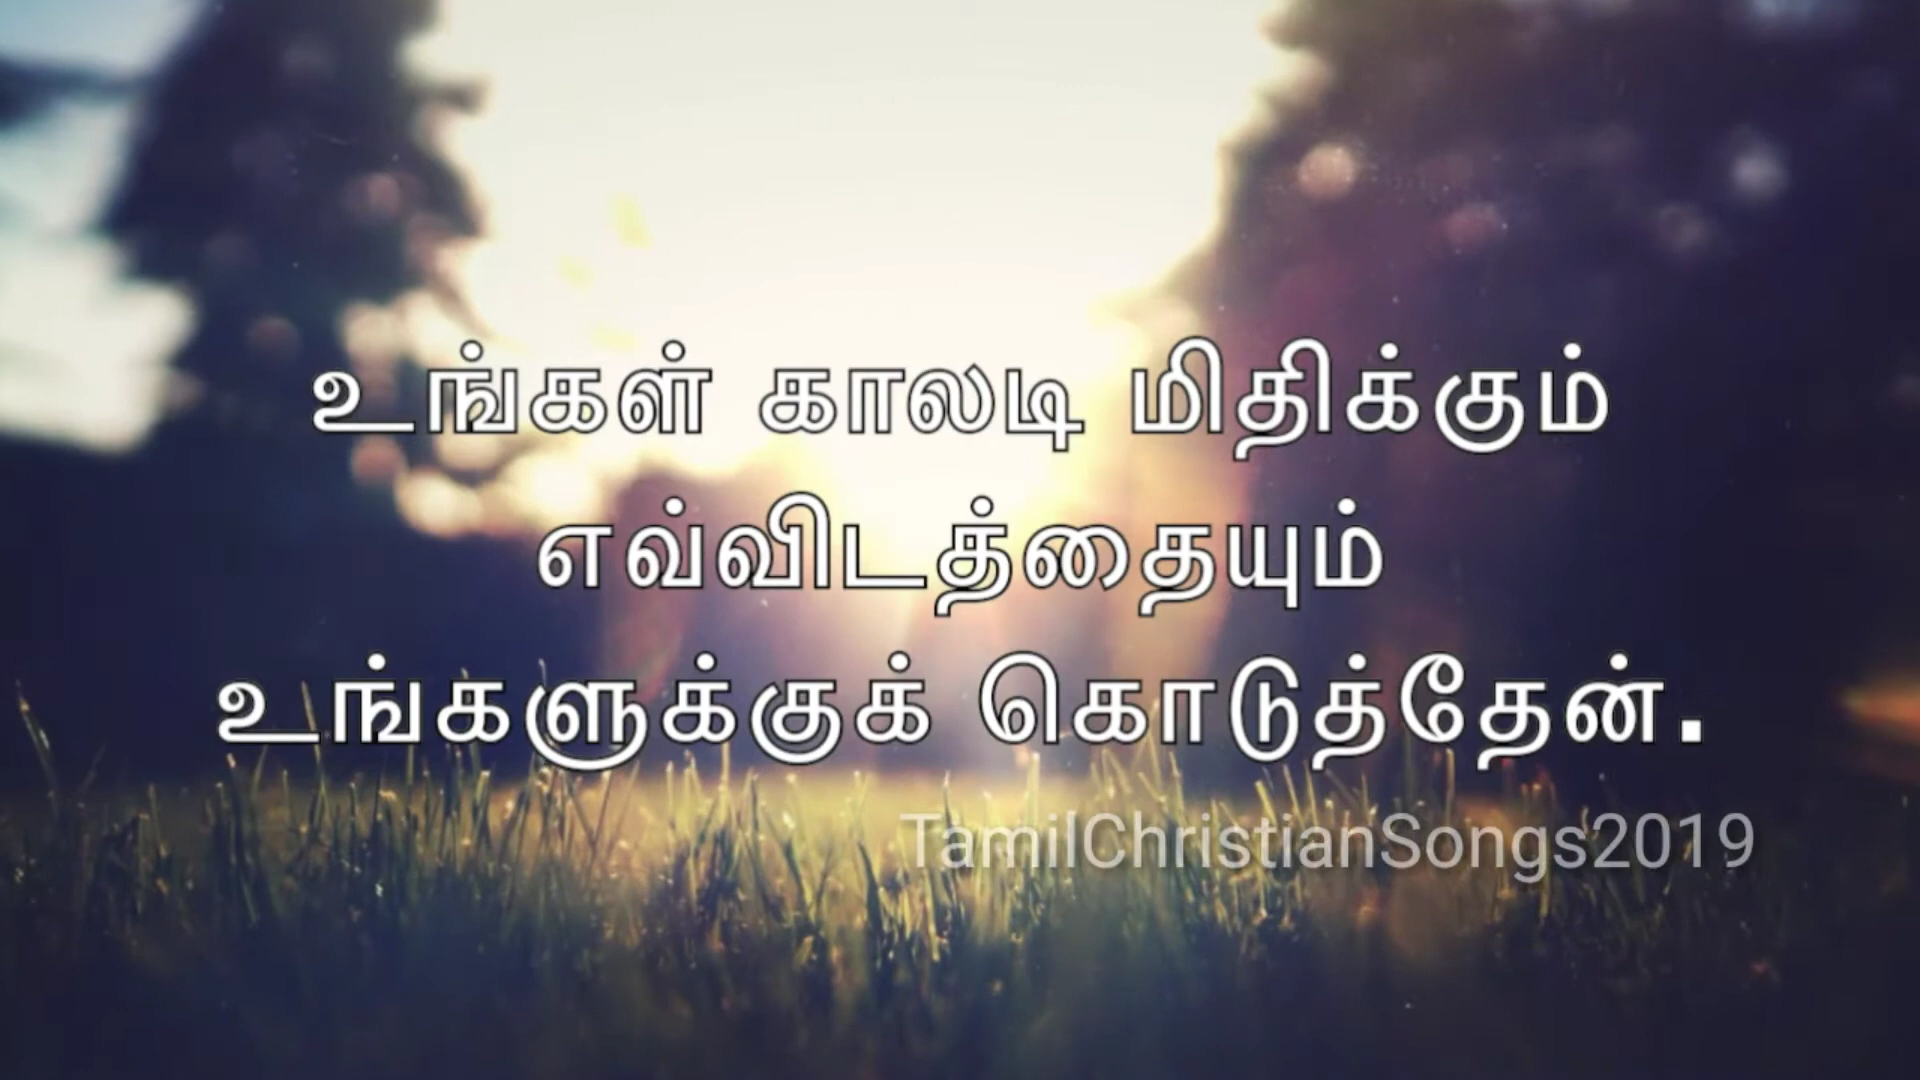 உங்கள் காலடி மிதிக்கும்
எவ்விடத்தையும்
உங்களுக்குக் கொடுத்தேன்.
TamilChristianSongs2019